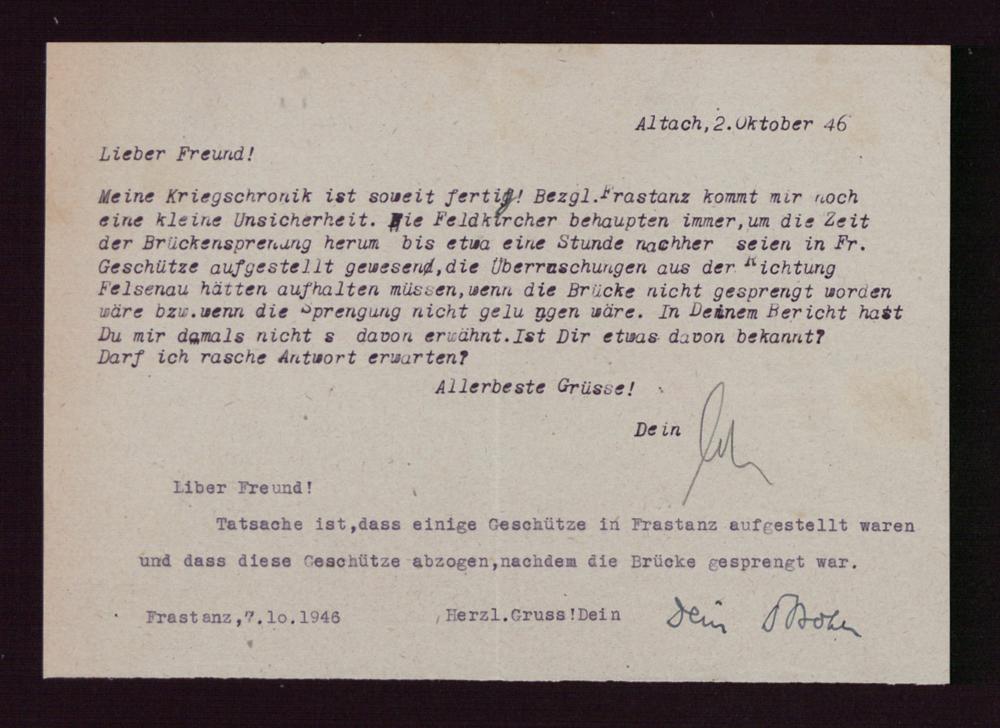 Altach,2.Oktober 46
Lieber Freund!
Meine Kriegschronik ist soweit fertig! Bezgl.Frastanz kommt mir noch
eine kleine Unsicherheit. Die Feldkircher behaupten immer,um die Zeit
der Brückensprenung herum bis etwa eine Stunde nachher seien in Fr.
Geschütze aufgestellt gewesend,die Überraschungen aus der Richtung
Felsenau hätten aufhalten müssen,wenn die Brücke nicht gesprengt worden
wäre bzw.wenn die Sprengung nicht gelungen wäre. In Deinem Bericht hast
Du mir damals nicht s davon erwähnt.Ist Dir etwas davon bekannt?
Darf ich rasche Antwort erwarten?
Allerbeste Grüsse!
Dein
Liber Freund!
Tatsache ist,dass einige Geschütze in Frastanz aufgestellt waren
und dass diese Geschütze abzogen,nachdem die Brücke gesprengt war.
Frastanz,7.10.1946 Herzl.Gruss!Dein Dein